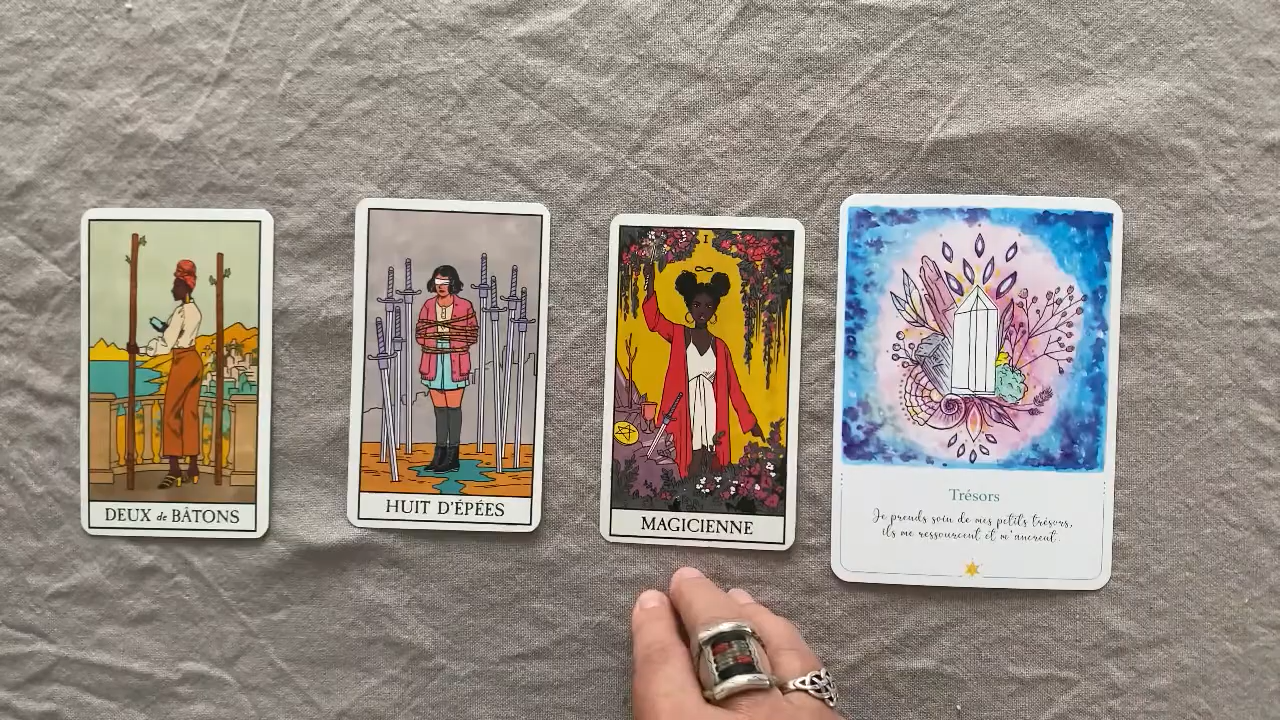 DEUX de BÂTONS
HUIT D'ÉPÉES
I
MAGICIENNE
Trésors
Je prends soin de mes petits trésors,
ils me ressourcent et m'ancrent.